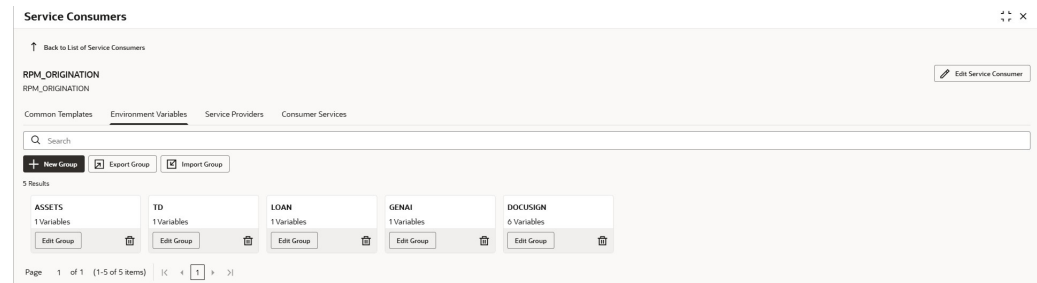 Service Consumers
Back to List of Service Consumers
RPM_ORIGINATION
RPM_ORIGINATION
Edit Service Consumer
Common Templates Environment Variables Service Providers Consumer Services
Search
New Group Export Group Import Group
5 Results
ASSETS TD LOAN GENAI DOCUSIGN
1 Variables 1 Variables 1 Variables 1 Variables 6 Variables
Edit Group Edit Group Edit Group Edit Group Edit Group
Page 1 of 1 (1-5 of 5 items) 1